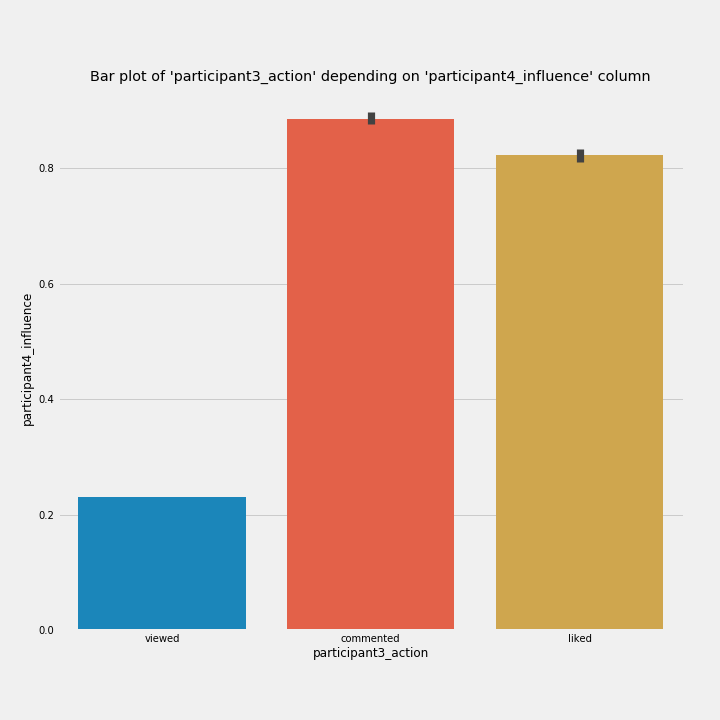 Bar plot of 'participant3_action' depending on 'participant4_influence' column
participant4_influence
0.8
0.6
0.4
0.2
0.0
viewed
commented
liked
participant3_action